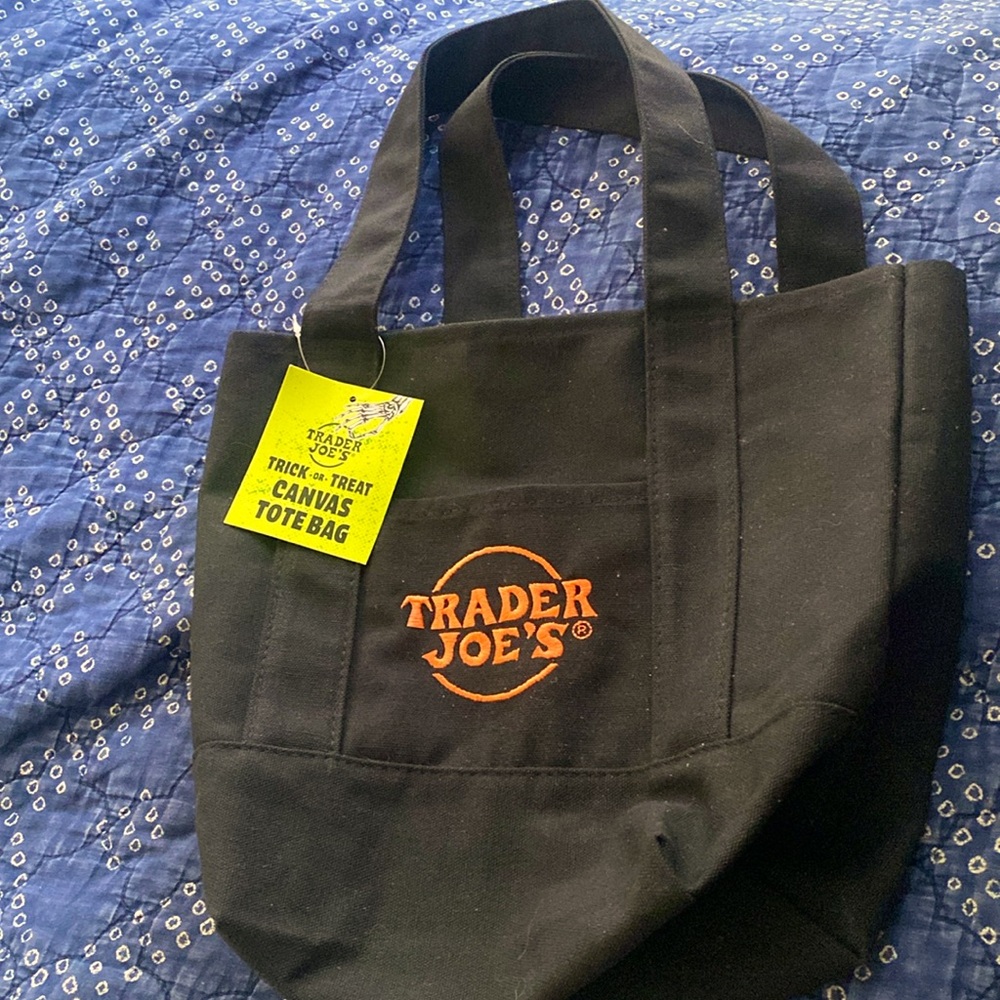 TRADER
JOE'S
TRICK -OR- TREAT
CANVAS
TOTE BAG
TRADER
JOE'S®